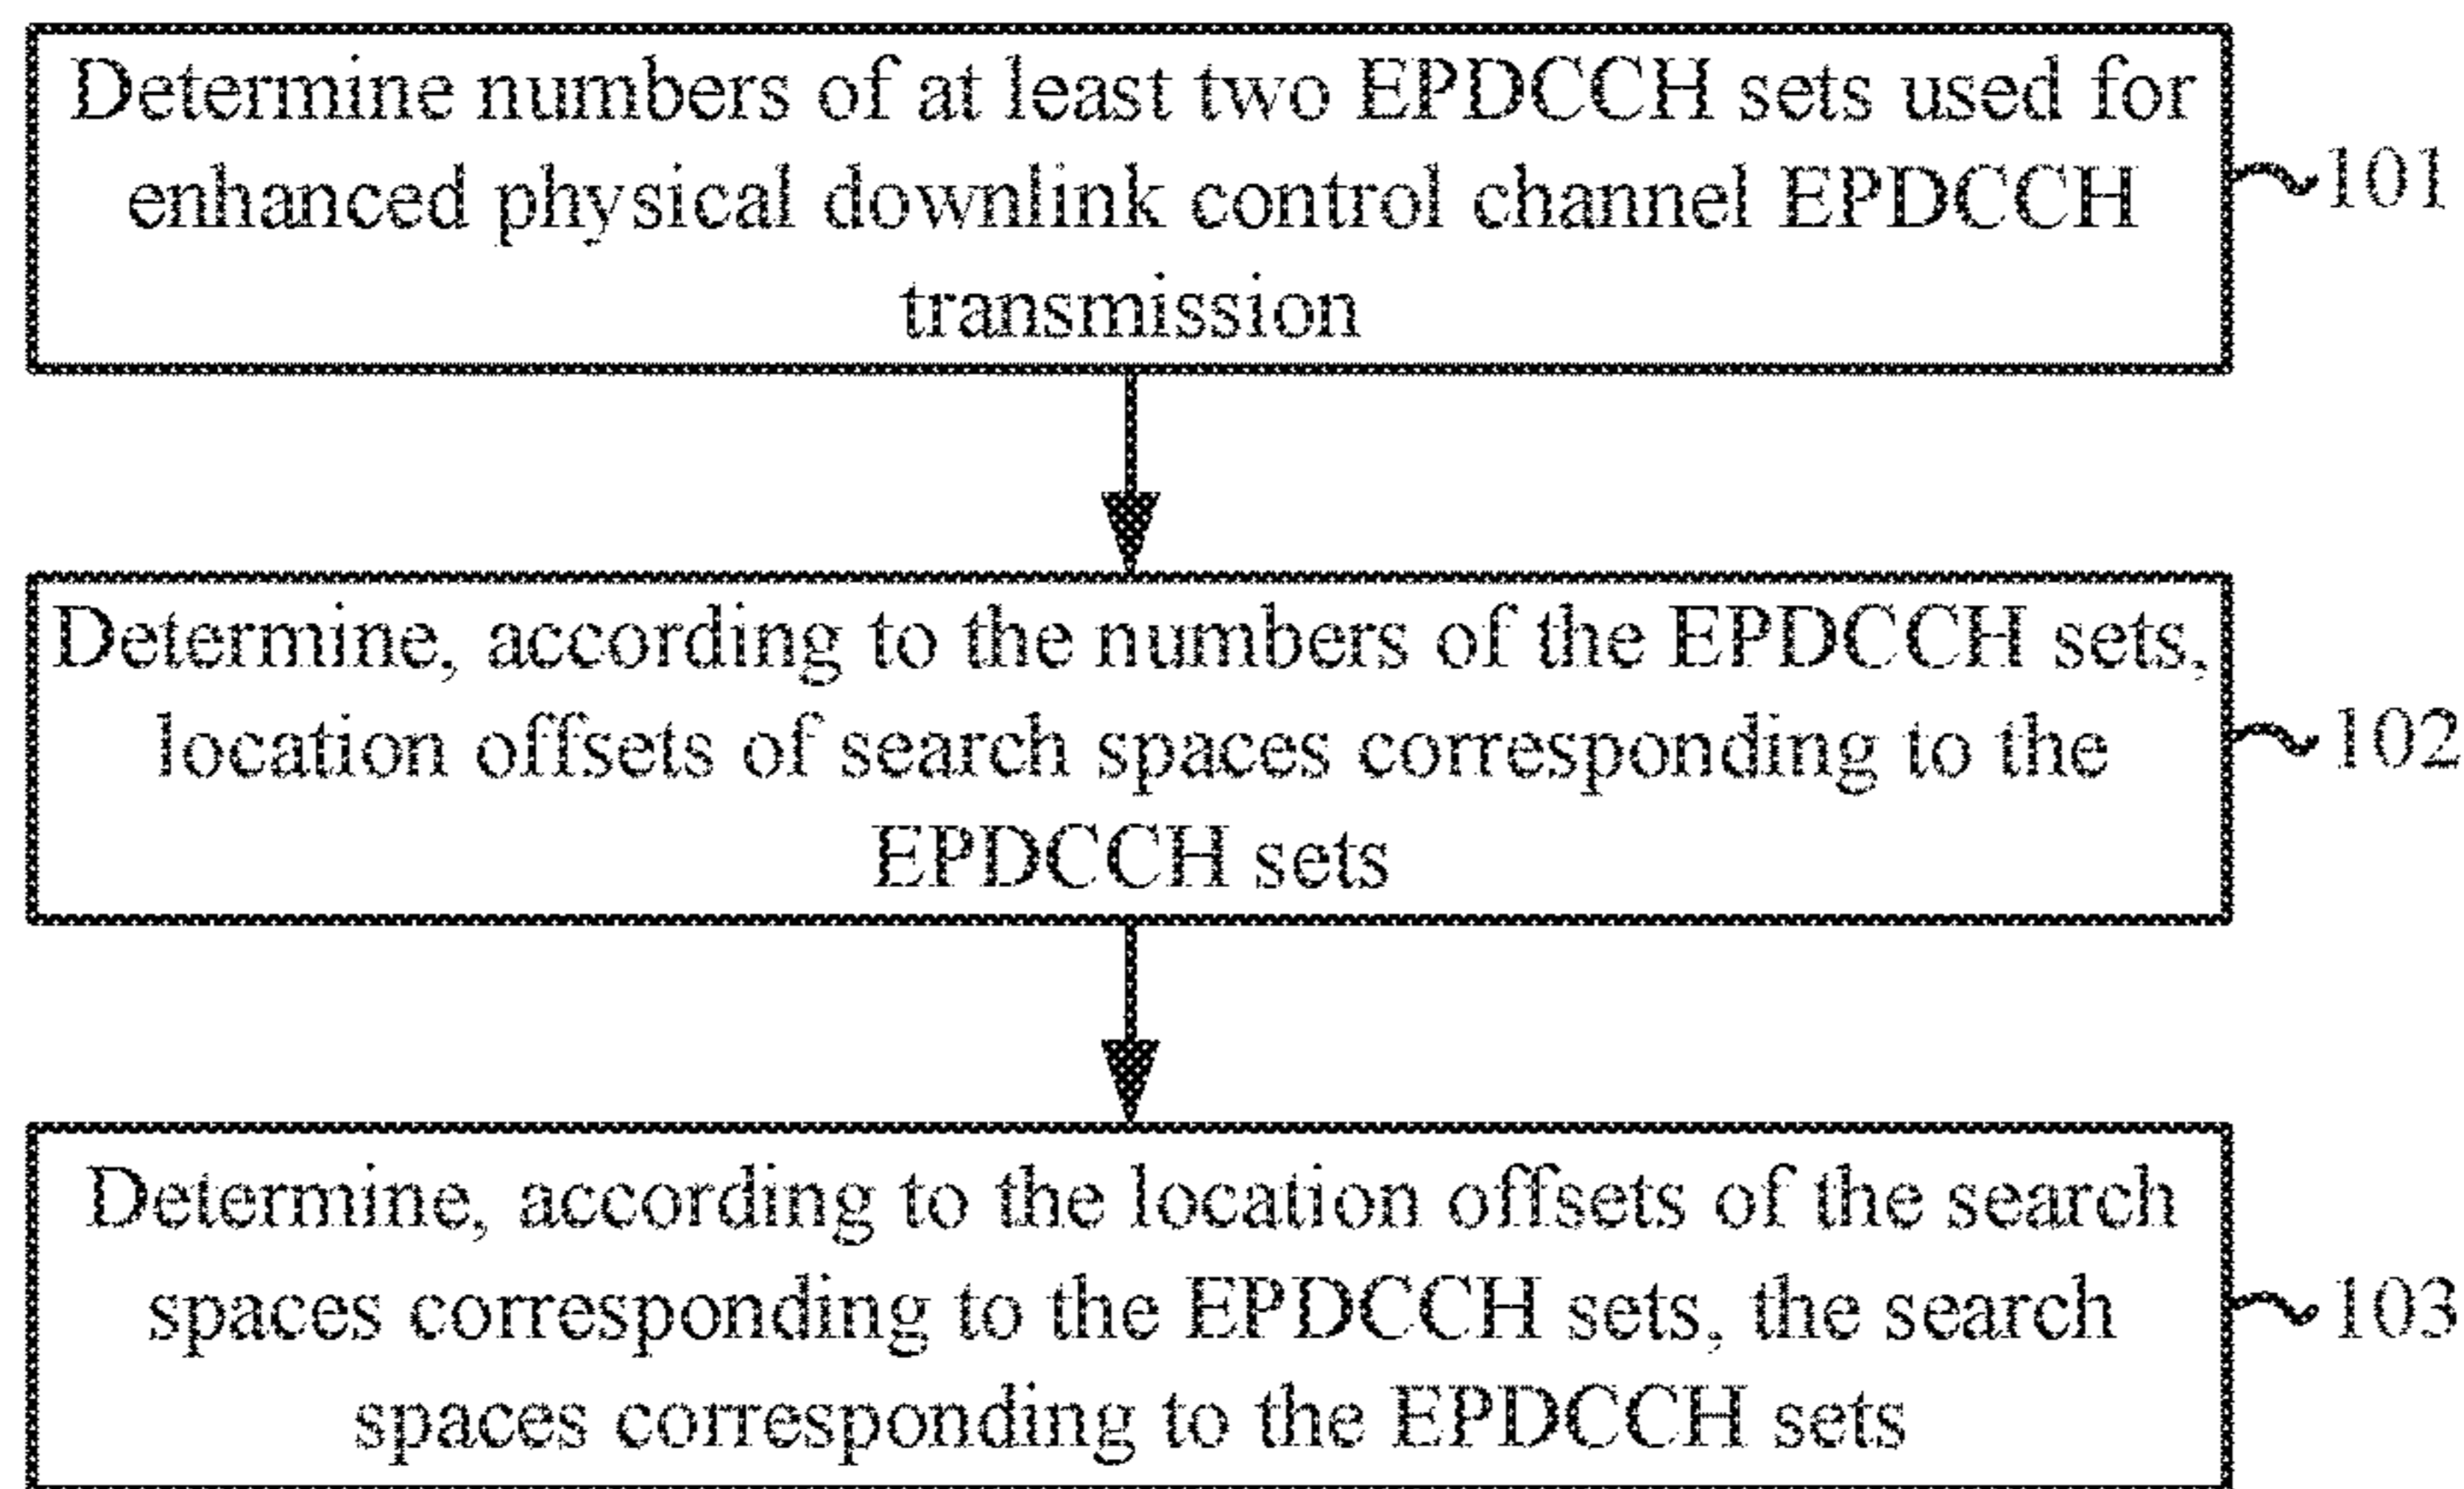 Determine numbers of at least two EPDCCH sets used for
enhanced physical downlink control channel EPDCCH
transmission
101
Determine, according to the numbers of the EPDCCH sets,
location offsets of search spaces corresponding to the
EPDCCH sets
102
Determine, according to the location offsets of the search
spaces corresponding to the EPDCCH sets, the search
spaces corresponding to the EPDCCH sets
103